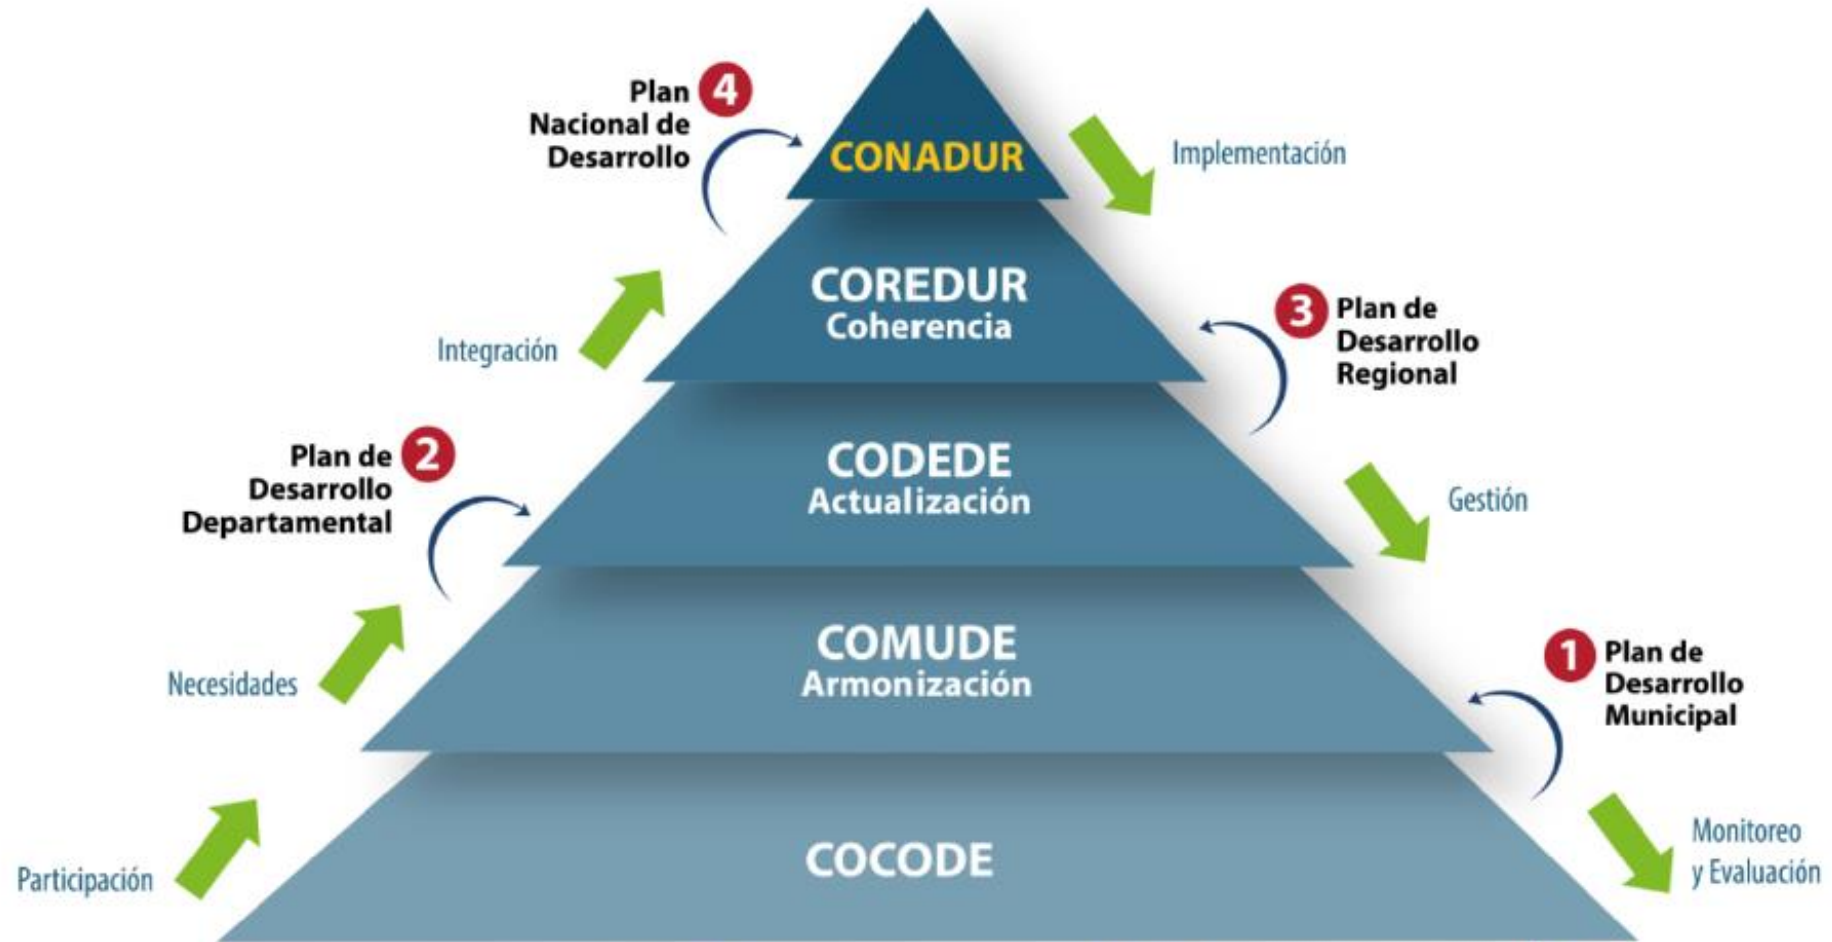 Plan
Nacional de
Desarrollo
4
CONADUR
Implementación
COREDUR
Coherencia
Integración
3
Plan de
Desarrollo
Regional
Plan de
Desarrollo
Departamental
2
CODEDE
Actualización
Gestión
COMUDE
Armonización
Necesidades
1
Plan de
Desarrollo
Municipal
COCODE
Participación
Monitoreo
y Evaluación